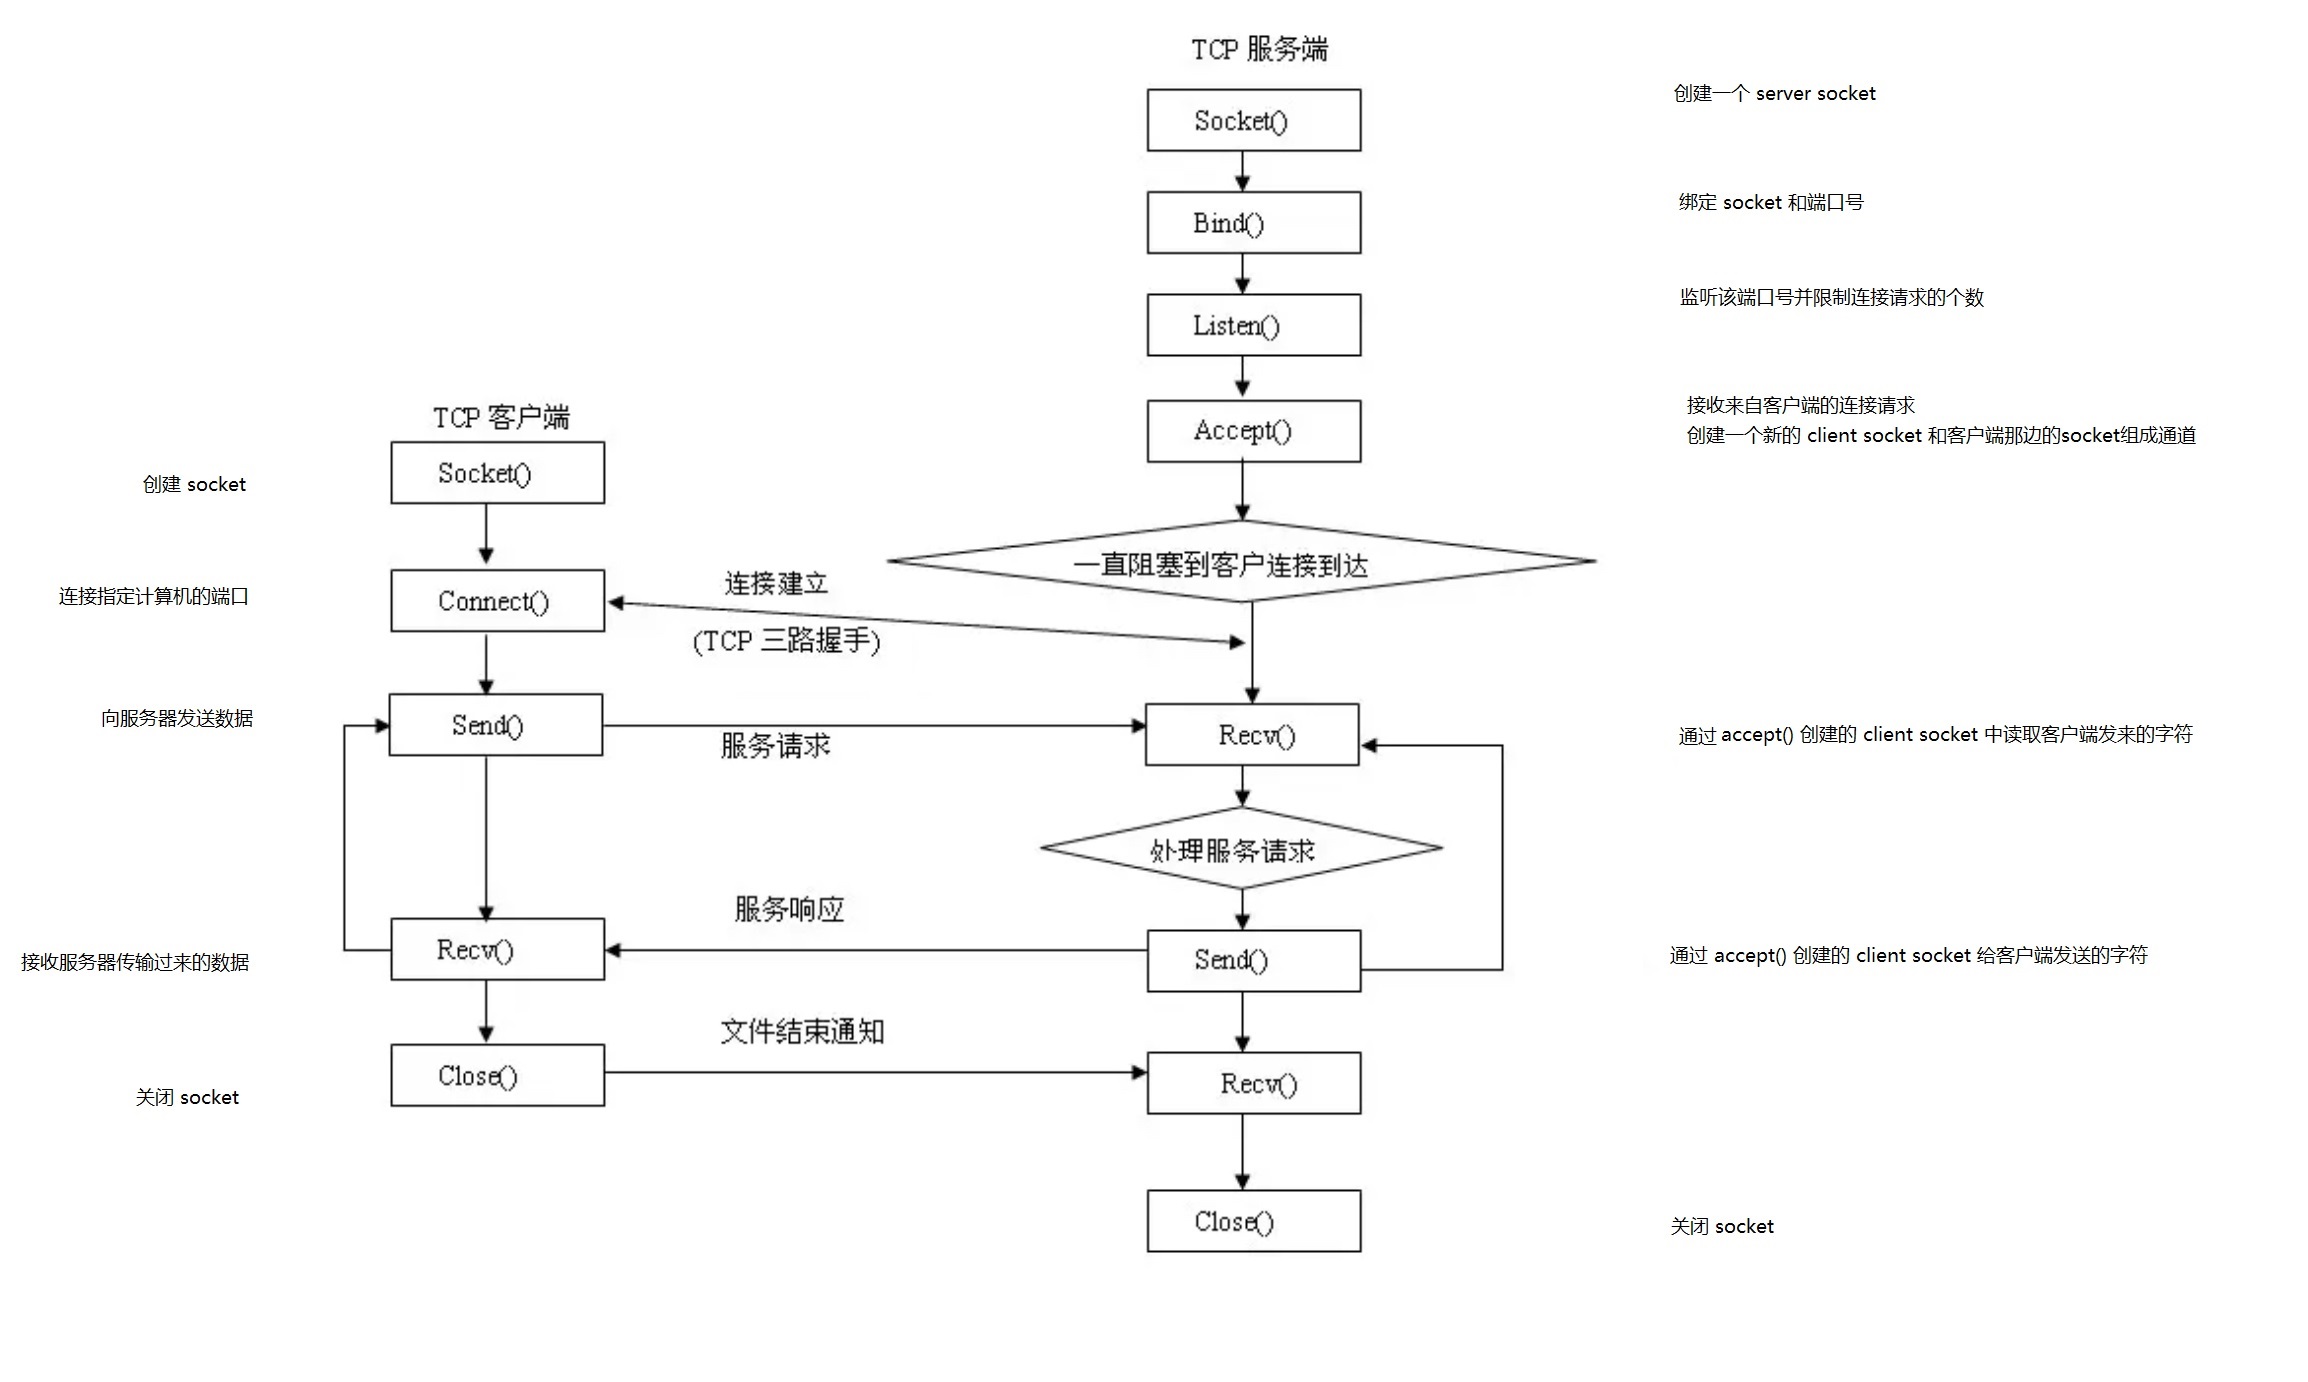 TCP 服务端
创建一个 server socket
Socket()
绑定 socket 和端口号
Bind()
监听该端口号并限制连接请求的个数
Listen()
接收来自客户端的连接请求
TCP 客户端
Accept()
创建一个新的 client socket 和客户端那边的socket组成通道
创建 socket
Socket()
一直阻塞到客户连接到达
连接建立
连接指定计算机的端口
Connect()
(TCP 三路握手)
向服务器发送数据
Send()
服务请求
Recv()
通过 accept() 创建的 client socket 中读取客户端发来的字符
处理服务请求
服务响应
接收服务器传输过来的数据
Recv()
Send()
通过 accept() 创建的 client socket 给客户端发送的字符
文件结束通知
关闭 socket
Close()
Recv()
Close()
关闭 socket